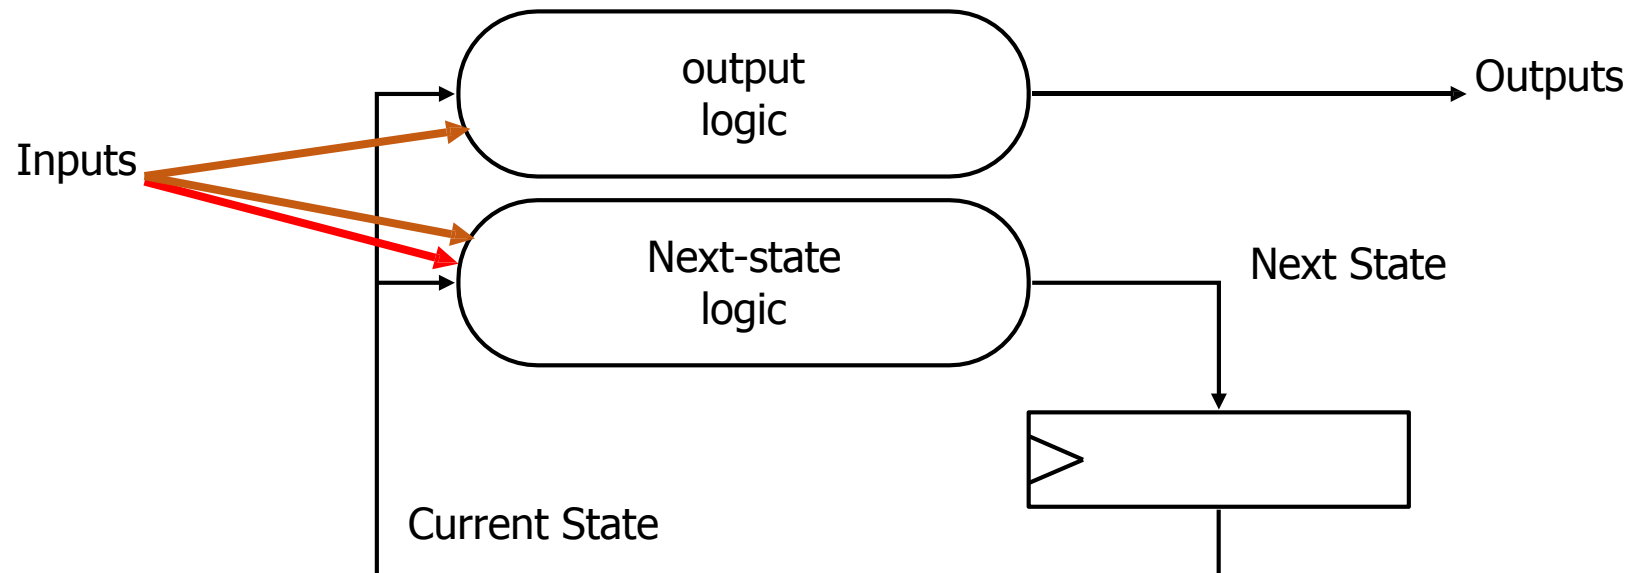 output
logic
Outputs
Inputs
Next-state
logic
Next State
Current State